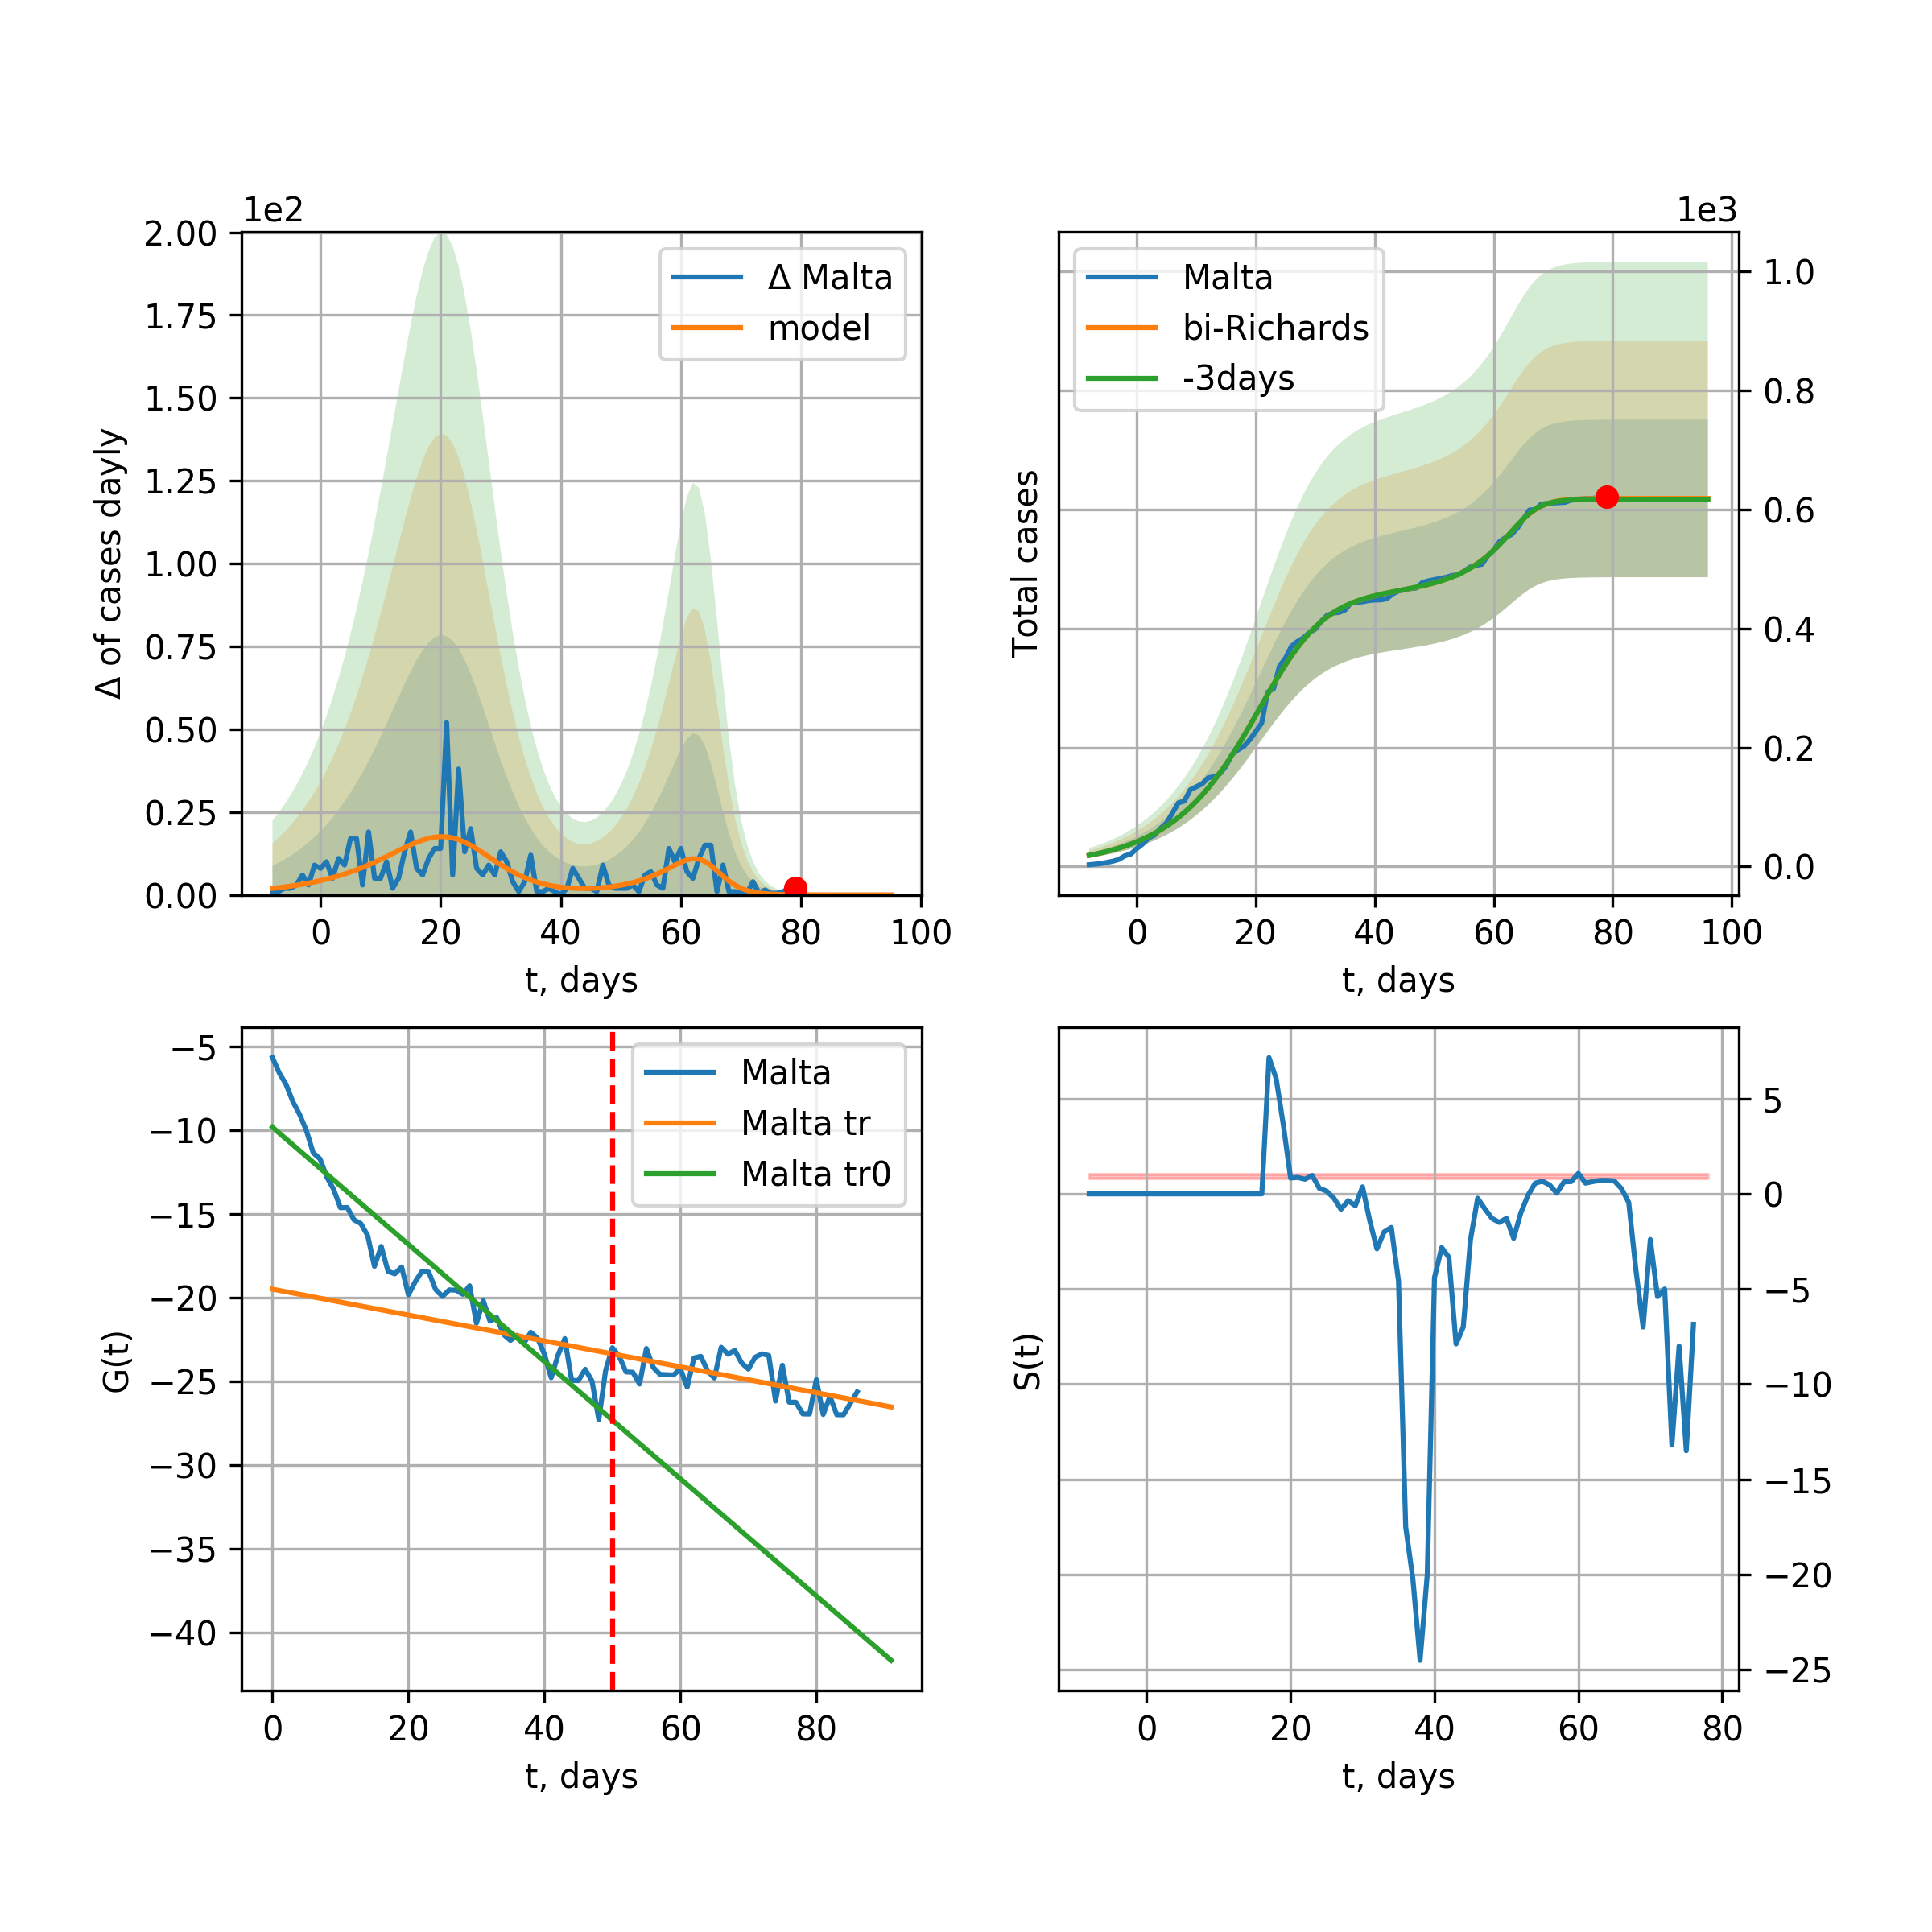 1e2
2.00
1.75
1.50
1.25
1.00
0.75
0.50
0.25
0.00
Δ of cases dayly
Δ Malta
model
0 20 40 60 80 100
t, days
1e3
Malta
bi-Richards
-3days
Total cases
1.0
0.8
0.6
0.4
0.2
0.0
0 20 40 60 80 100
t, days
−5
−10
−15
−20
−25
−30
−35
−40
G(t)
Malta
Malta tr
Malta tr0
0 20 40 60 80
t, days
S(t)
5
0
−5
−10
−15
−20
−25
0 20 40 60 80
t, days